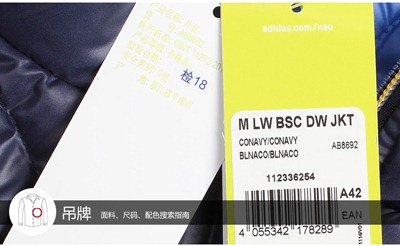 检18
adidas.com/neo
M LW BSC DW JKT
CONAVY/CONAVY
BLNACO/BLNACO
AB8692
112336254
A42
EAN
4 055342 178289
吊牌 面料、尺码、配色搜索指南